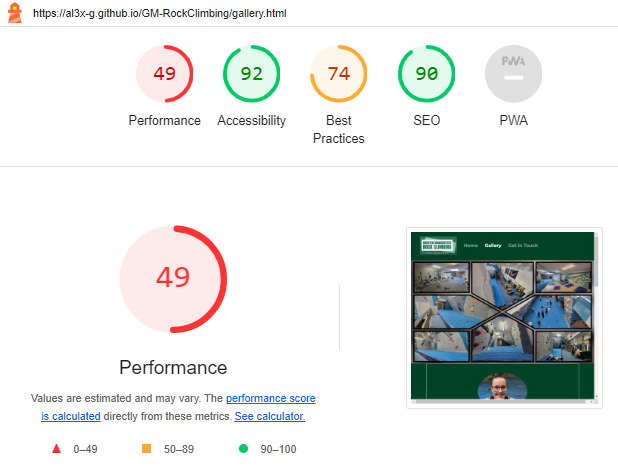 https://al3x-g.github.io/GM-RockClimbing/gallery.html
49 92 74 90 PWA
Performance Accessibility Best Practices SEO PWA
49
Performance
Values are estimated and may vary. The performance score
is calculated directly from these metrics. See calculator.
0–49 50–89 90–100
ROCK CLIMBING
Home Gallery Get in Touch